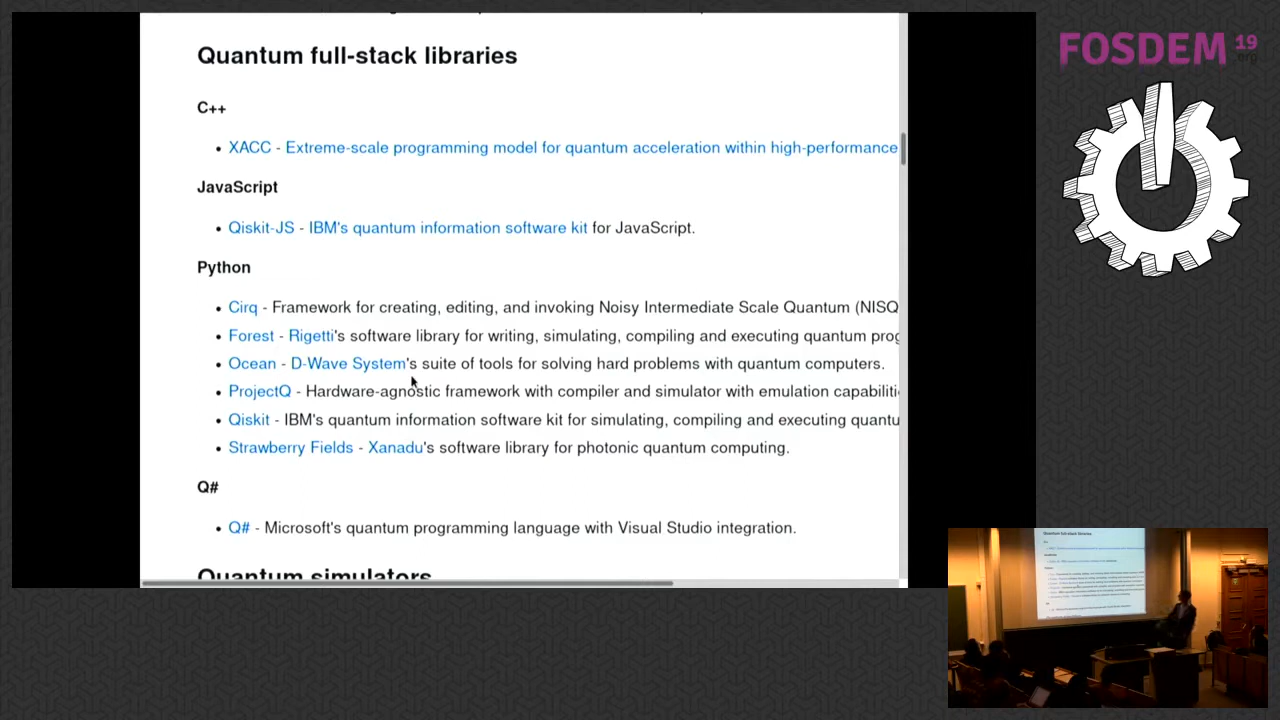 Quantum full-stack libraries
C++
XACC - Extreme-scale programming model for quantum acceleration within high-performance
JavaScript
Qiskit-JS - IBM's quantum information software kit for JavaScript.
Python
Cirq - Framework for creating, editing, and invoking Noisy Intermediate Scale Quantum (NISQ
Forest - Rigetti's software library for writing, simulating, compiling and executing quantum prog
Ocean - D-Wave System's suite of tools for solving hard problems with quantum computers.
ProjectQ - Hardware-agnostic framework with compiler and simulator with emulation capabiliti
Qiskit - IBM's quantum information software kit for simulating, compiling and executing quantu
Strawberry Fields - Xanadu's software library for photonic quantum computing.
Q#
Q# - Microsoft's quantum programming language with Visual Studio integration.
Quantum simulators
FOSDEM 19
.org